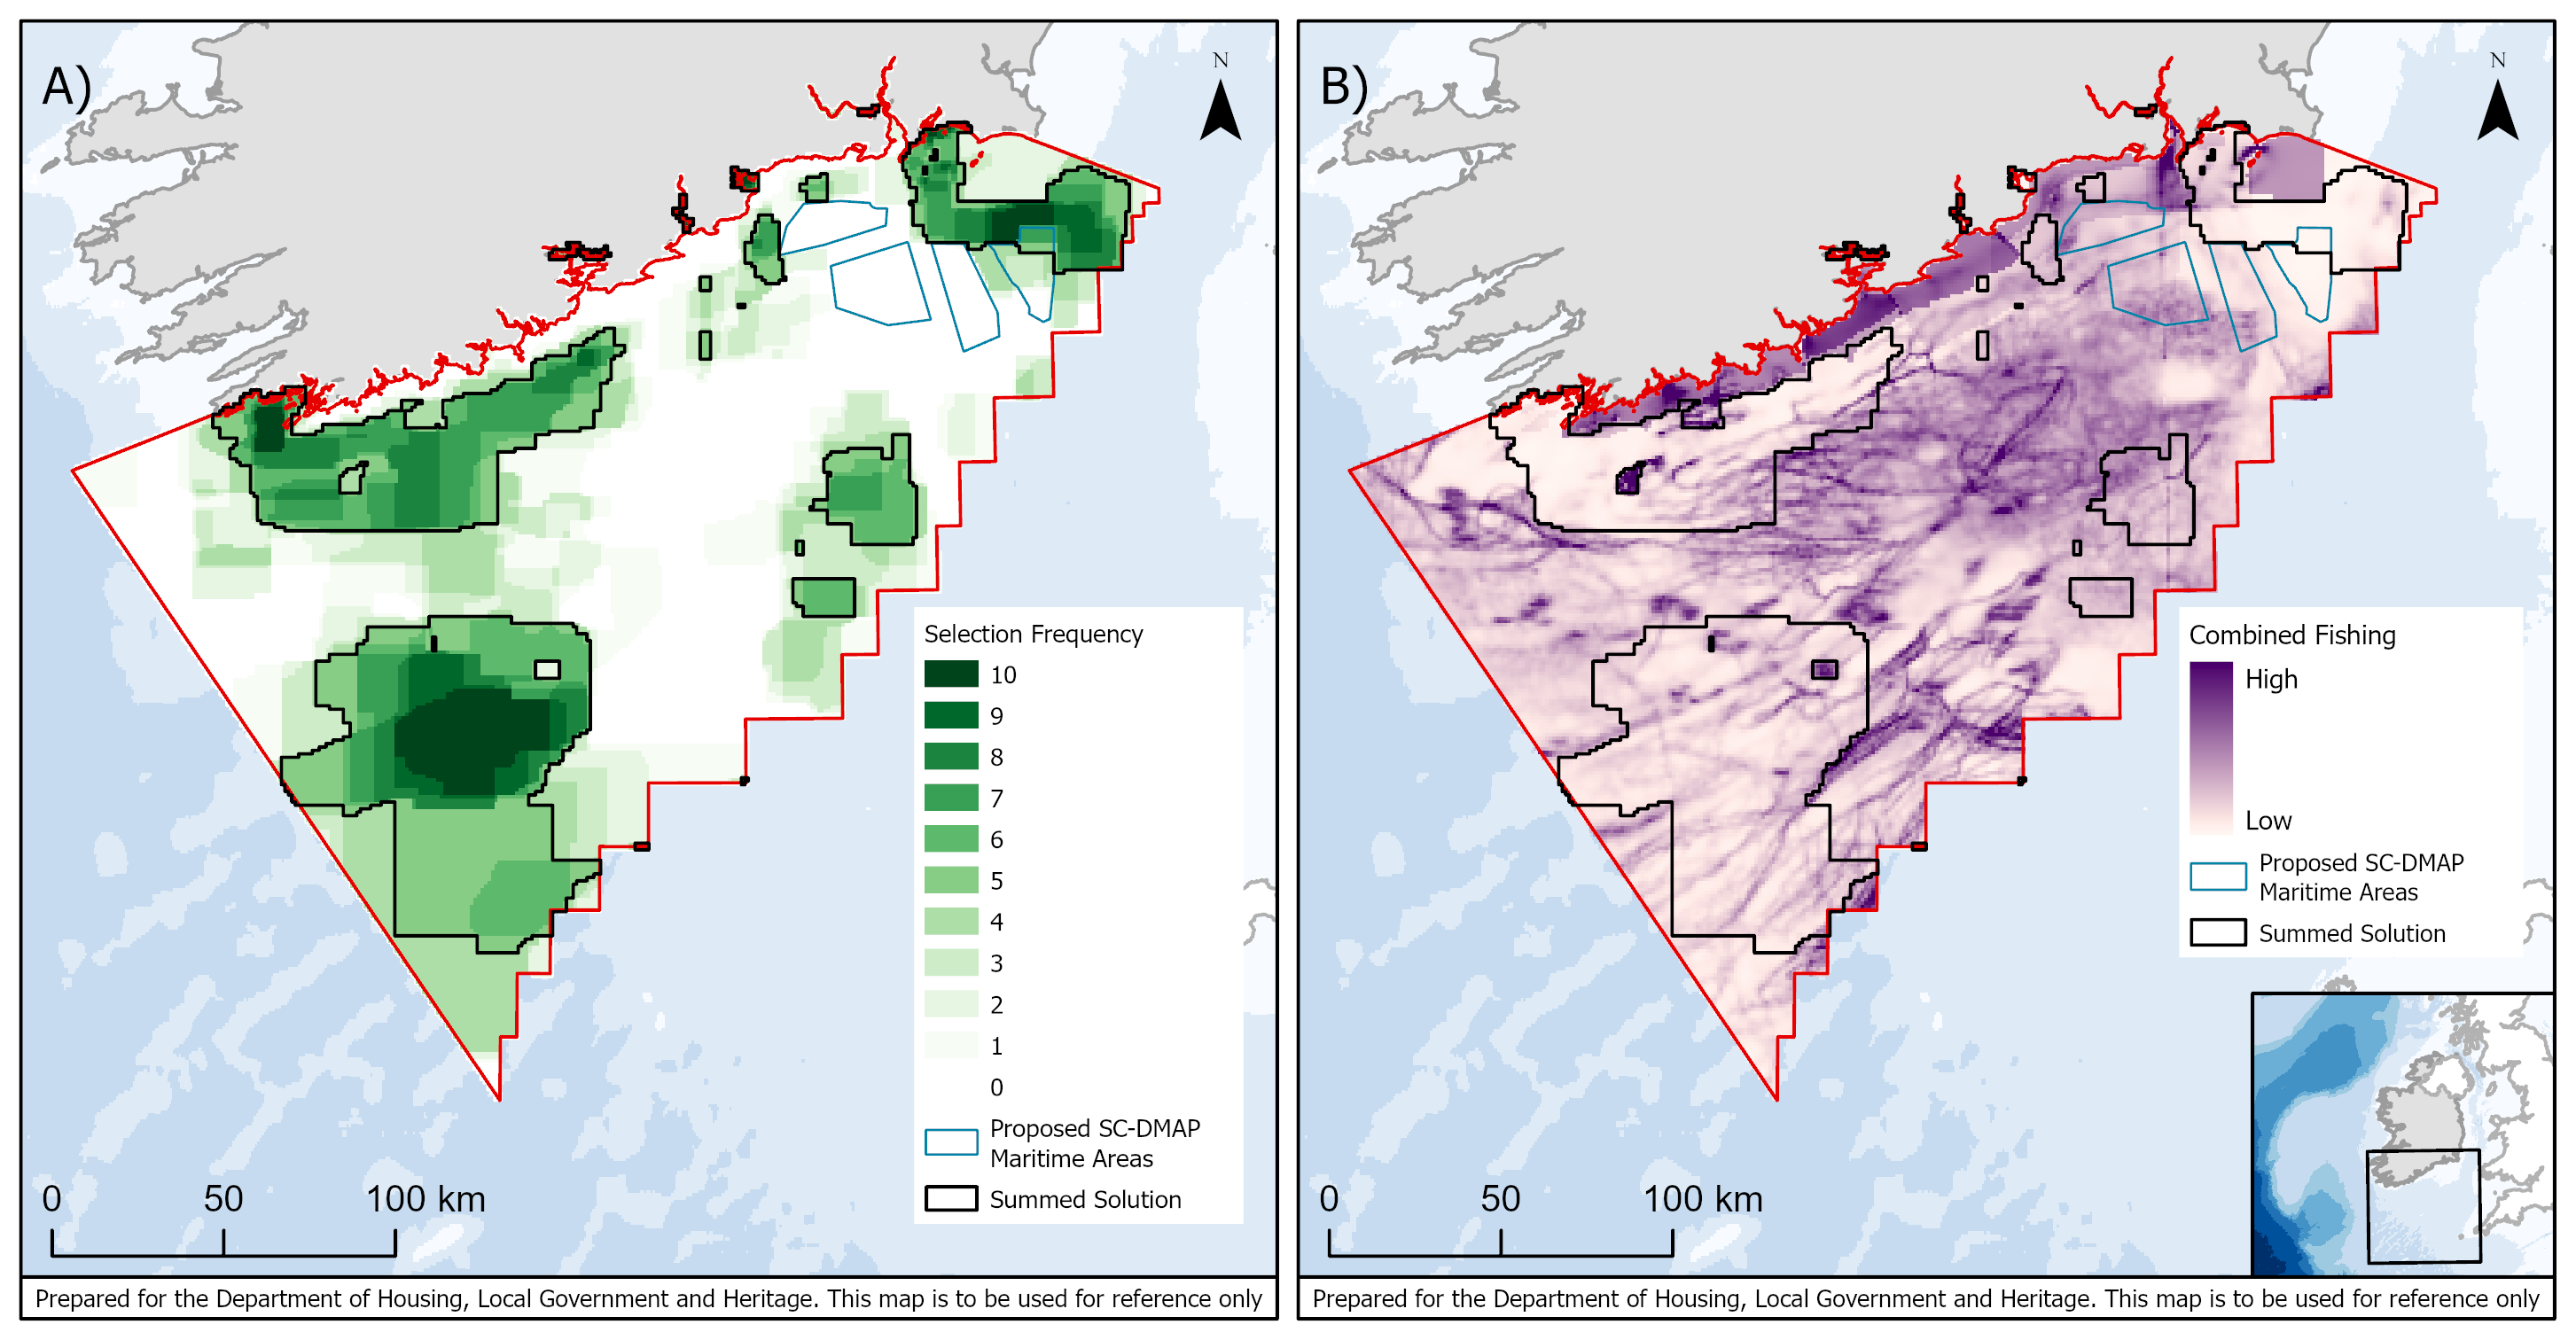 A)
N
Selection Frequency
10
9
8
7
6
5
4
3
2
1
0
Proposed SC-DMAP
Maritime Areas
Summed Solution
0 50 100 km
Prepared for the Department of Housing, Local Government and Heritage. This map is to be used for reference only
B)
N
Combined Fishing
High
Low
Proposed SC-DMAP
Maritime Areas
Summed Solution
0 50 100 km
Prepared for the Department of Housing, Local Government and Heritage. This map is to be used for reference only